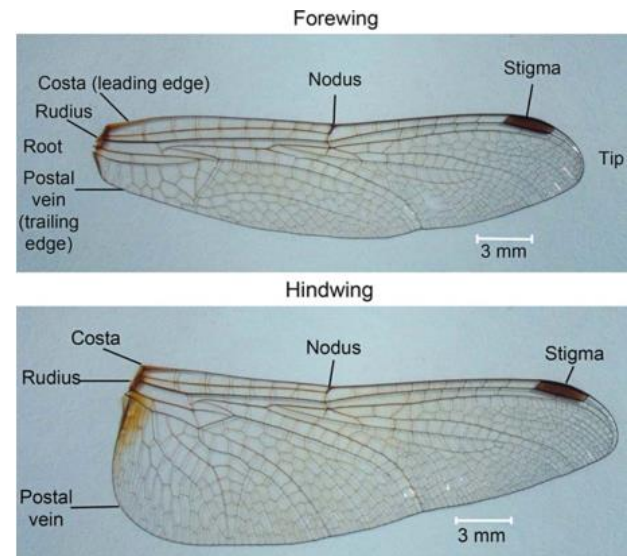 Forewing
Costa (leading edge)
Nodus
Stigma
Rudius
Root
Tip
Postal
vein
(trailing
edge)
3 mm
Hindwing
Costa
Nodus
Stigma
Rudius
Postal
vein
3 mm